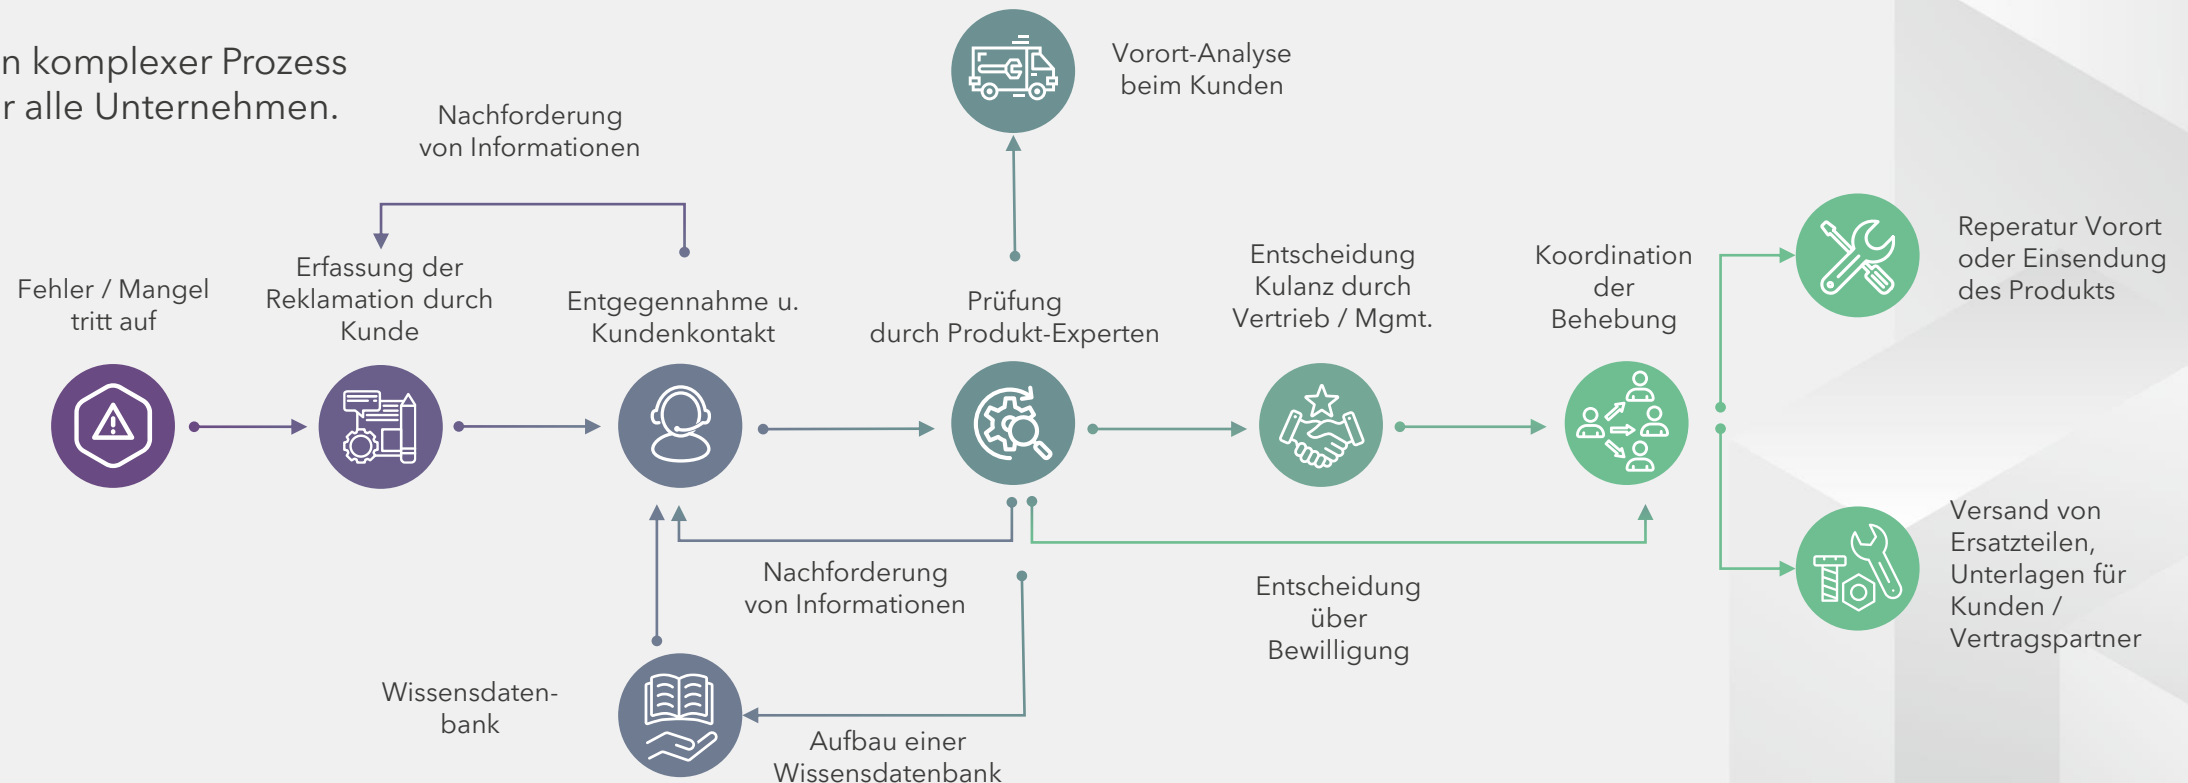 n komplexer Prozess
r alle Unternehmen.
Nachforderung
von Informationen
Vorort-Analyse
beim Kunden
Fehler / Mangel
tritt auf
Erfassung der
Reklamation durch
Kunde
Entgegennahme u.
Kundenkontakt
Prüfung
durch Produkt-Experten
Entscheidung
Kulanz durch
Vertrieb / Mgmt.
Koordination
der
Behebung
Reperatur Vorort
oder Einsendung
des Produkts
Nachforderung
von Informationen
Entscheidung
über
Bewilligung
Versand von
Ersatzteilen,
Unterlagen für
Kunden /
Vertragspartner
Wissensdaten-
bank
Aufbau einer
Wissensdatenbank